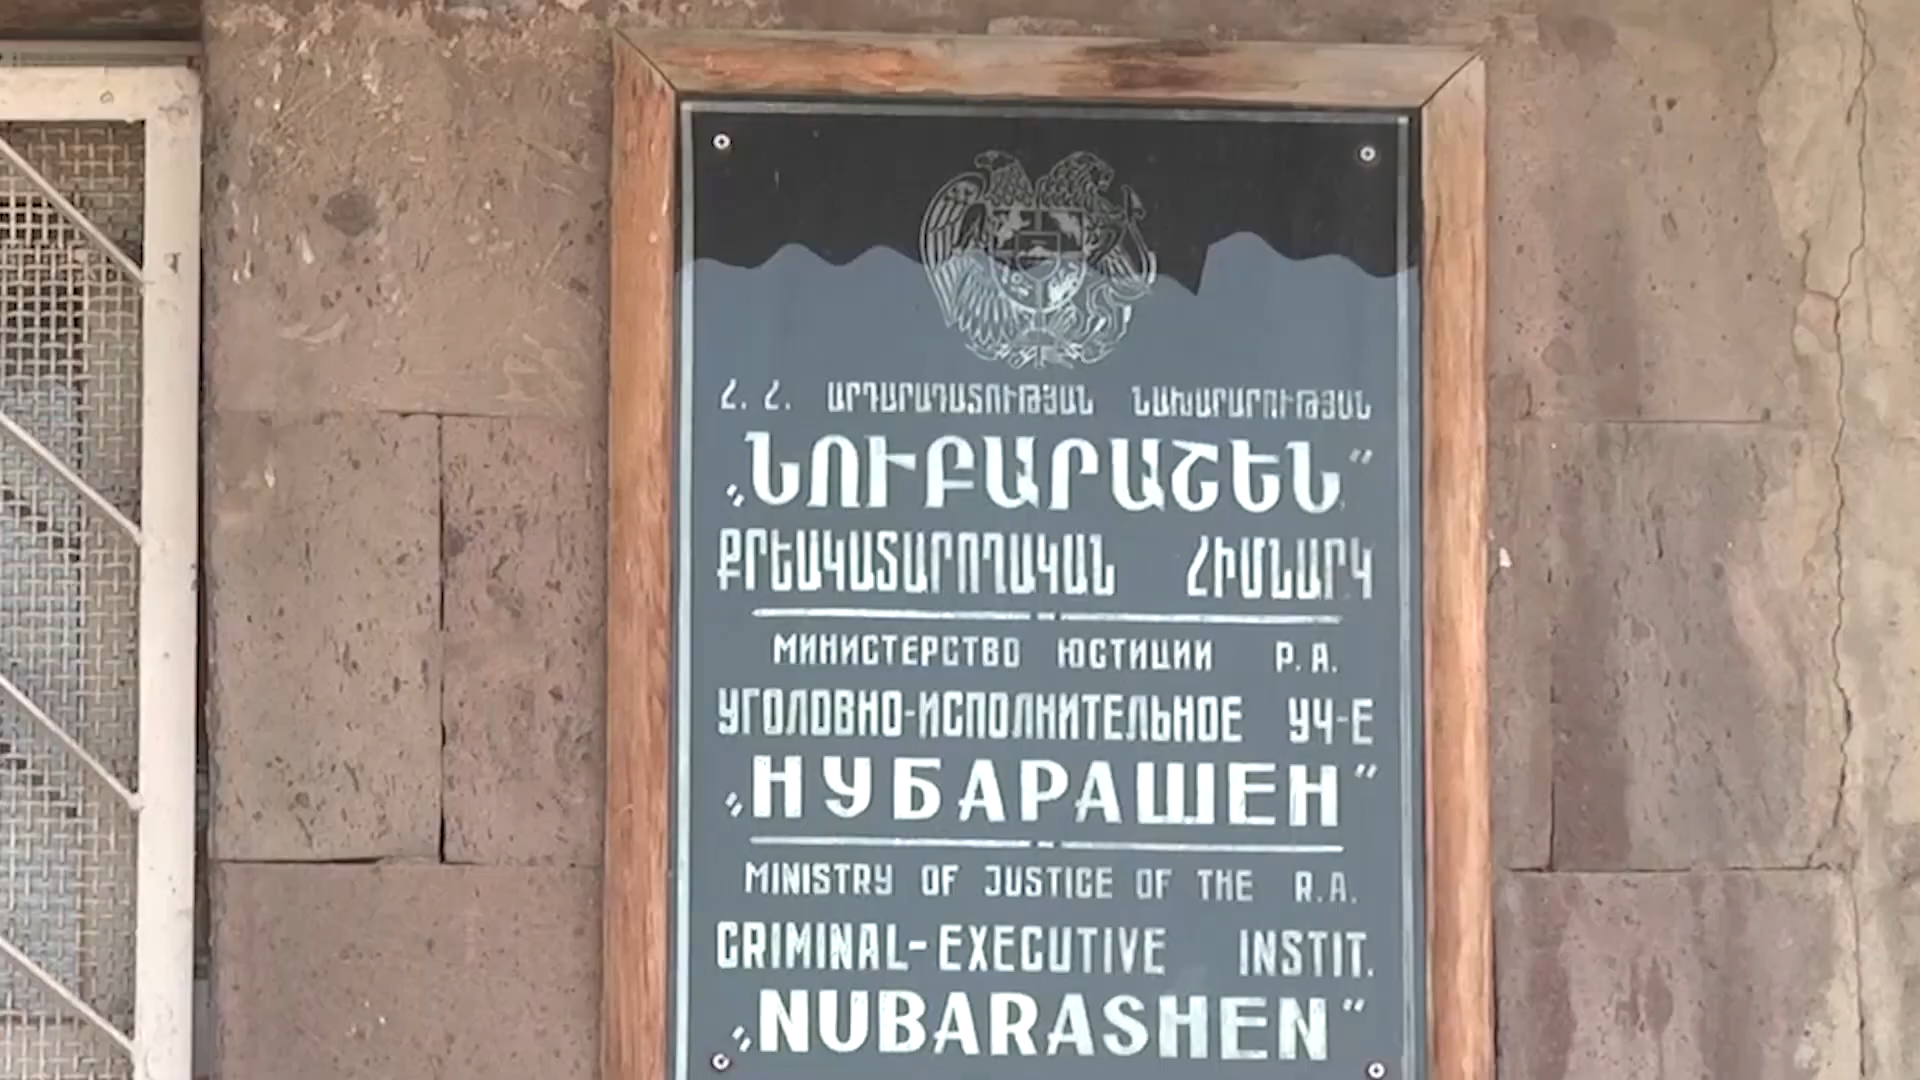 Հ. Հ. ԱՐԴԱՐԱԴԱՏՈՒԹՅԱՆ ՆԱԽԱՐԱՐՈՒԹՅԱՆ
„ՆՈՒԲԱՐԱՇԵՆ“
ՔՐԵԱԿԱՏԱՐՈՂԱԿԱՆ ՀԻՄՆԱՐԿ
МИНИСТЕРСТВО ЮСТИЦИИ Р.А.
УГОЛОВНО-ИСПОЛНИТЕЛЬНОЕ УЧ-Е
„НУБАРАШЕН“
MINISTRY OF JUSTICE OF THE R.A.
CRIMINAL-EXECUTIVE INSTIT.
„NUBARASHEN“